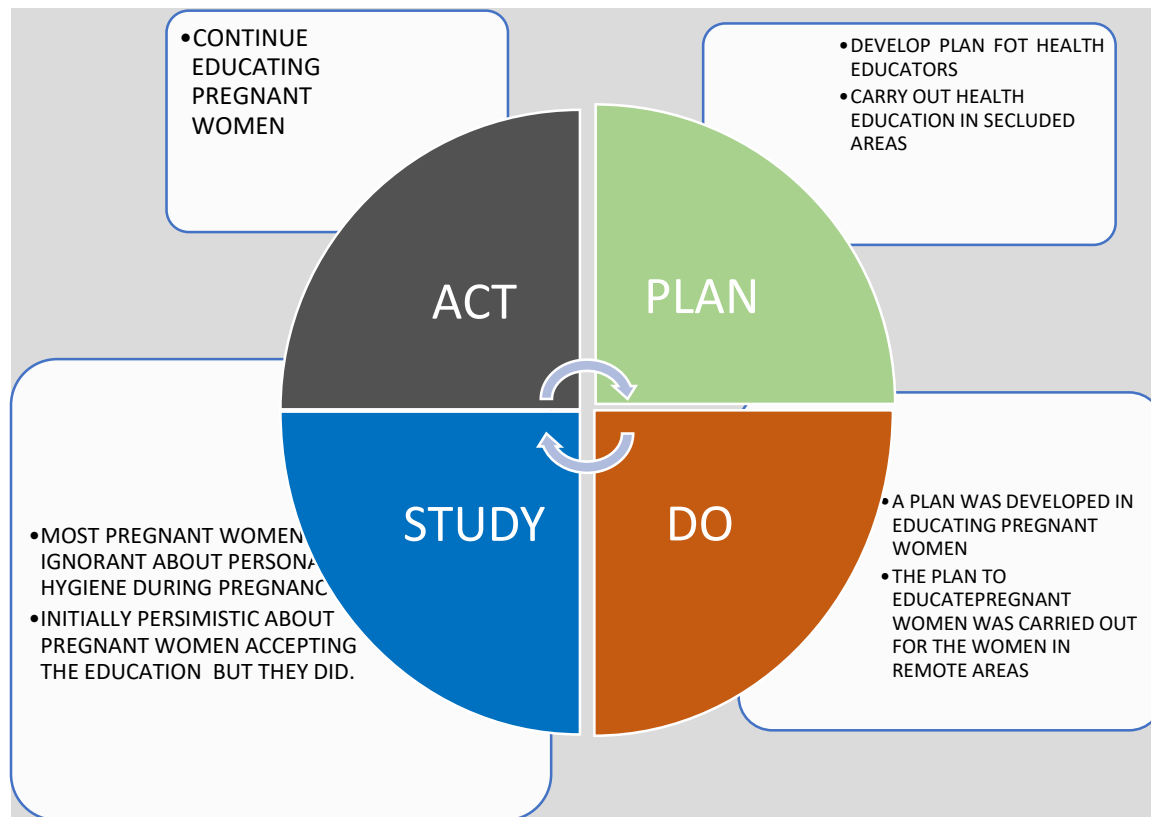 •CONTINUE
EDUCATING
PREGNANT
WOMEN
•DEVELOP PLAN FOT HEALTH
EDUCATORS
•CARRY OUT HEALTH
EDUCATION IN SECLUDED
AREAS
ACT
PLAN
STUDY
DO
•MOST PREGNANT WOMEN
IGNORANT ABOUT PERSONA
HYGIENE DURING PREGNANC
•INITIALLY PERSIMISTIC ABOUT
PREGNANT WOMEN ACCEPTING
THE EDUCATION BUT THEY DID.
•A PLAN WAS DEVELOPED IN
EDUCATING PREGNANT
WOMEN
•THE PLAN TO
EDUCATEPREGNANT
WOMEN WAS CARRIED OUT
FOR THE WOMEN IN
REMOTE AREAS